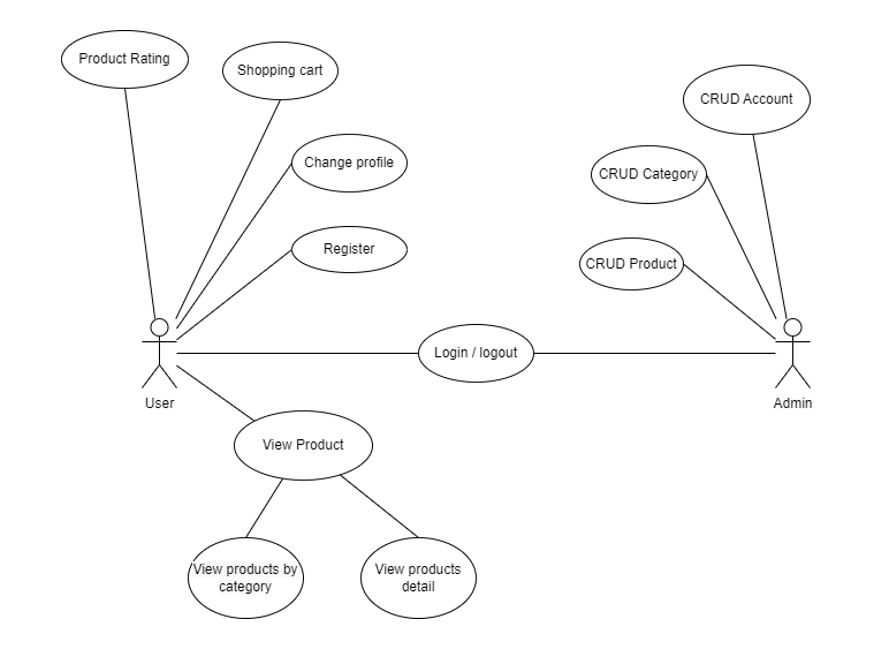 Product Rating
Shopping cart
CRUD Account
Change profile
CRUD Category
Register
CRUD Product
Login / logout
User
Admin
View Product
View products by
category
View products
detail